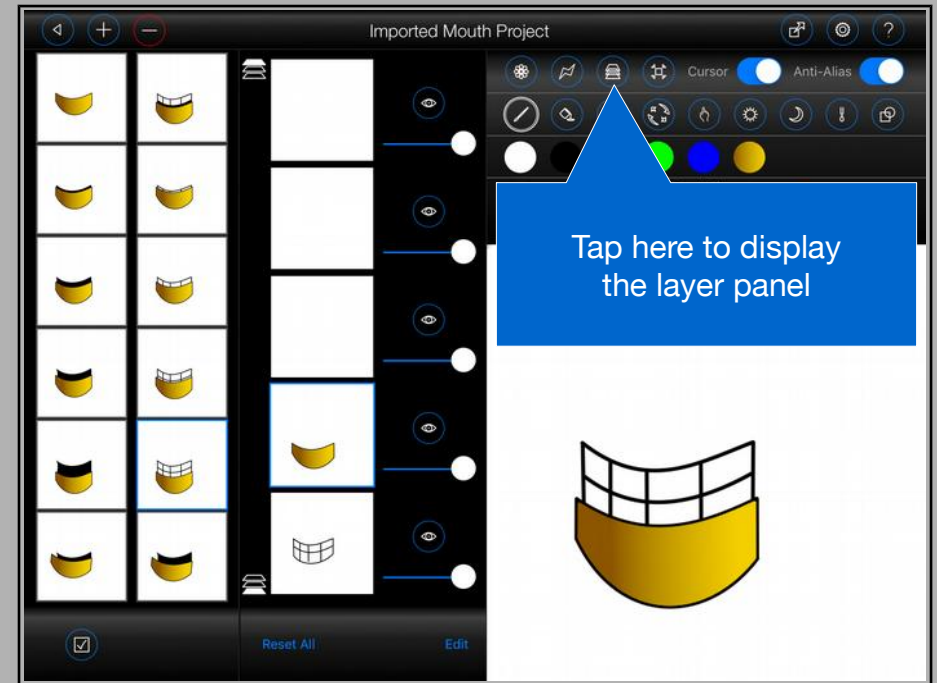 Imported Mouth Project
?
Cursor
Anti-Alias
Tap here to display
the layer panel
Reset All
Edit